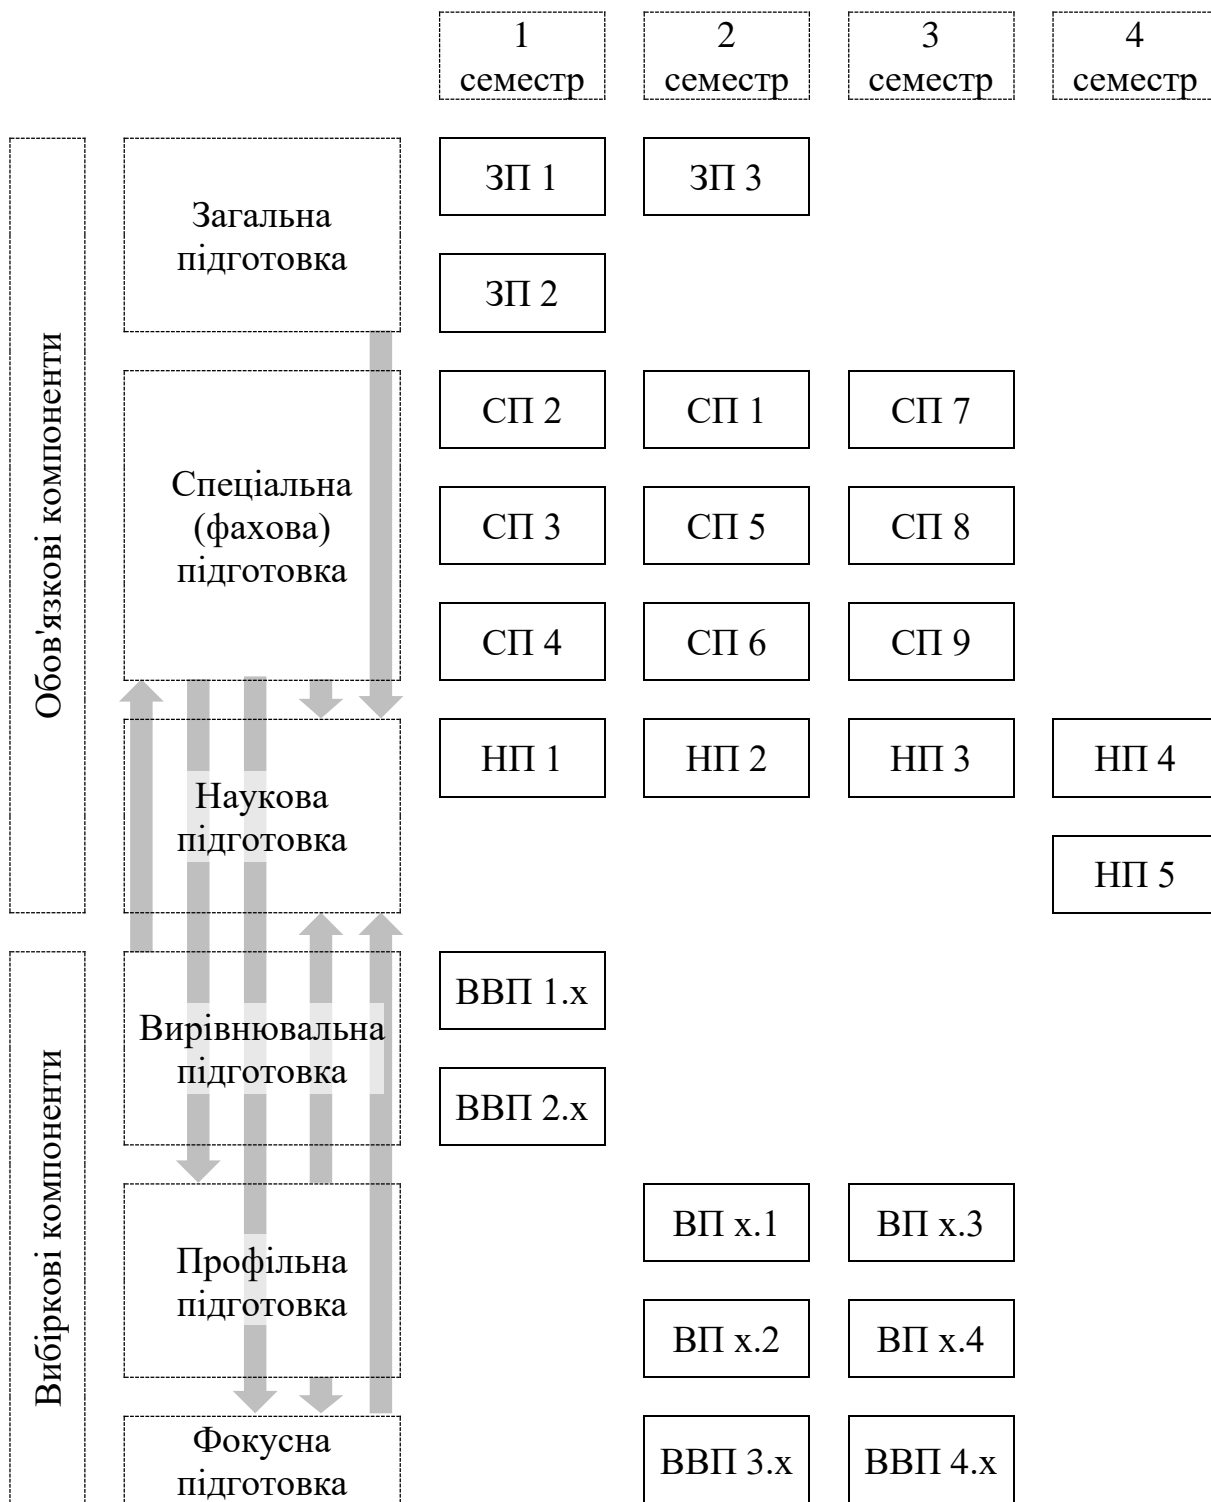 1
семестр
2
семестр
3
семестр
4
семестр
Обов'язкові компоненти
Загальна
підготовка
ЗП 1
ЗП 3
ЗП 2
Спеціальна
(фахова)
підготовка
СП 2
СП 1
СП 7
СП 3
СП 5
СП 8
СП 4
СП 6
СП 9
Наукова
підготовка
НП 1
НП 2
НП 3
НП 4
НП 5
Вибіркові компоненти
Вирівнювальна
підготовка
ВВП 1.х
ВВП 2.х
Профільна
підготовка
ВП х.1
ВП х.3
ВП х.2
ВП х.4
Фокусна
підготовка
ВВП 3.х
ВВП 4.х